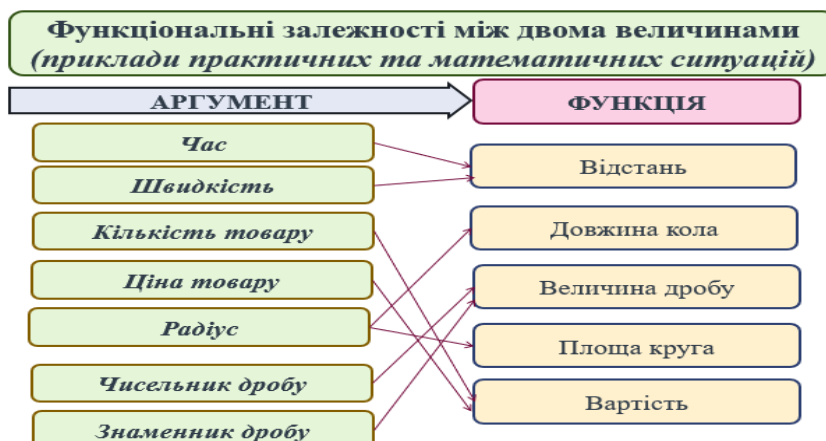 Функціональні залежності між двома величинами
(приклади практичних та математичних ситуацій)
АРГУМЕНТ
ФУНКЦІЯ
Час
Швидкість
Кількість товару
Ціна товару
Радіус
Чисельник дробу
Знаменник дробу
Відстань
Довжина кола
Величина дробу
Площа круга
Вартість